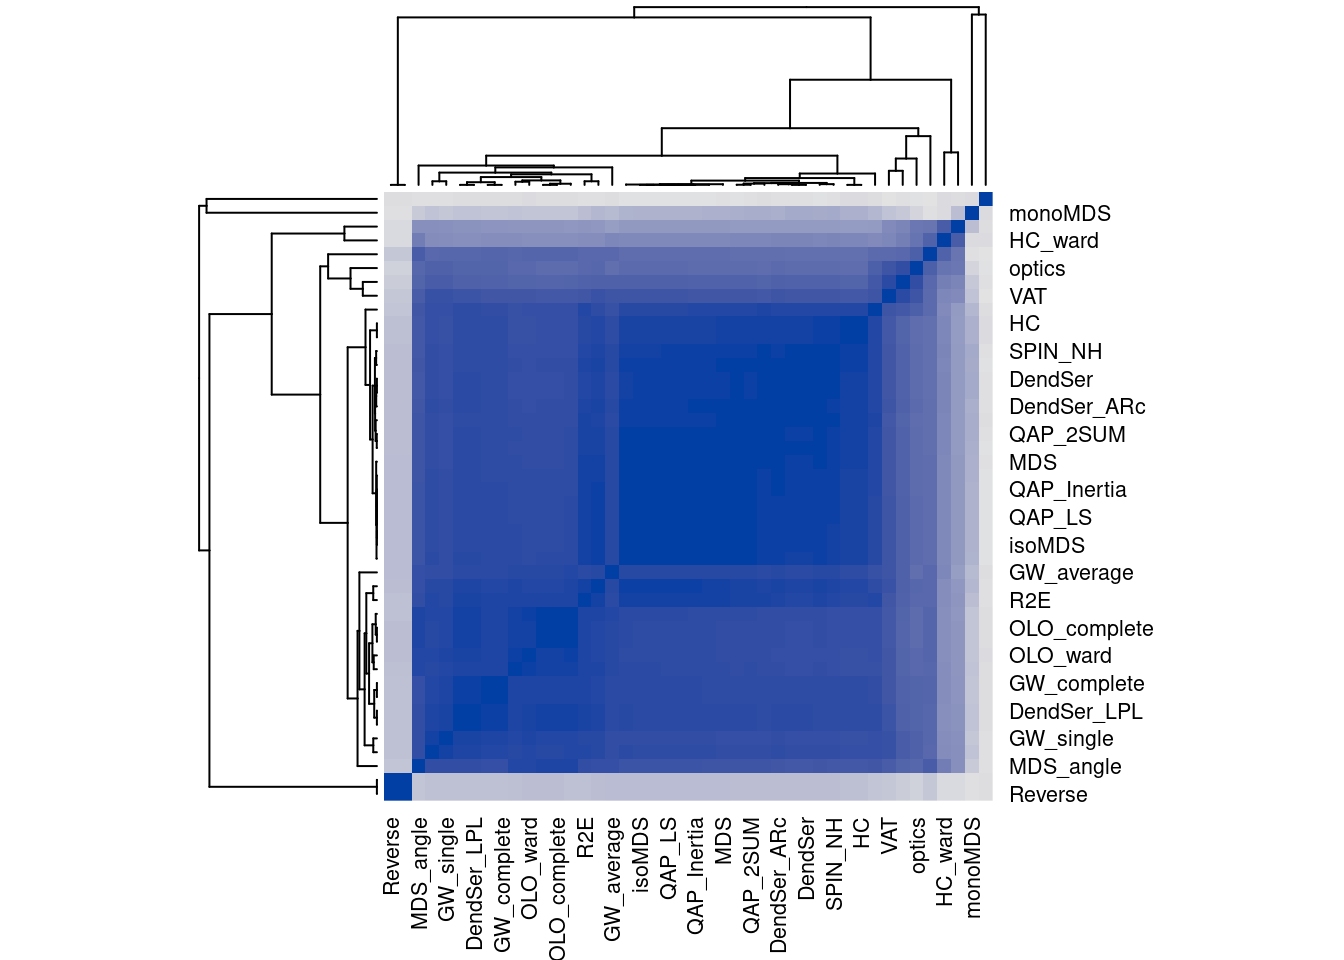 monoMDS
HC_ward
optics
VAT
HC
SPIN_NH
DendSer
DendSer_ARc
QAP_2SUM
MDS
QAP_Inertia
QAP_LS
isoMDS
GW_average
R2E
OLO_complete
OLO_ward
GW_complete
DendSer_LPL
GW_single
MDS_angle
Reverse
Reverse
MDS_angle
GW_single
DendSer_LPL
GW_complete
OLO_ward
OLO_complete
R2E
GW_average
isoMDS
QAP_LS
QAP_Inertia
MDS
QAP_2SUM
DendSer_ARc
DendSer
SPIN_NH
HC
VAT
optics
HC_ward
monoMDS